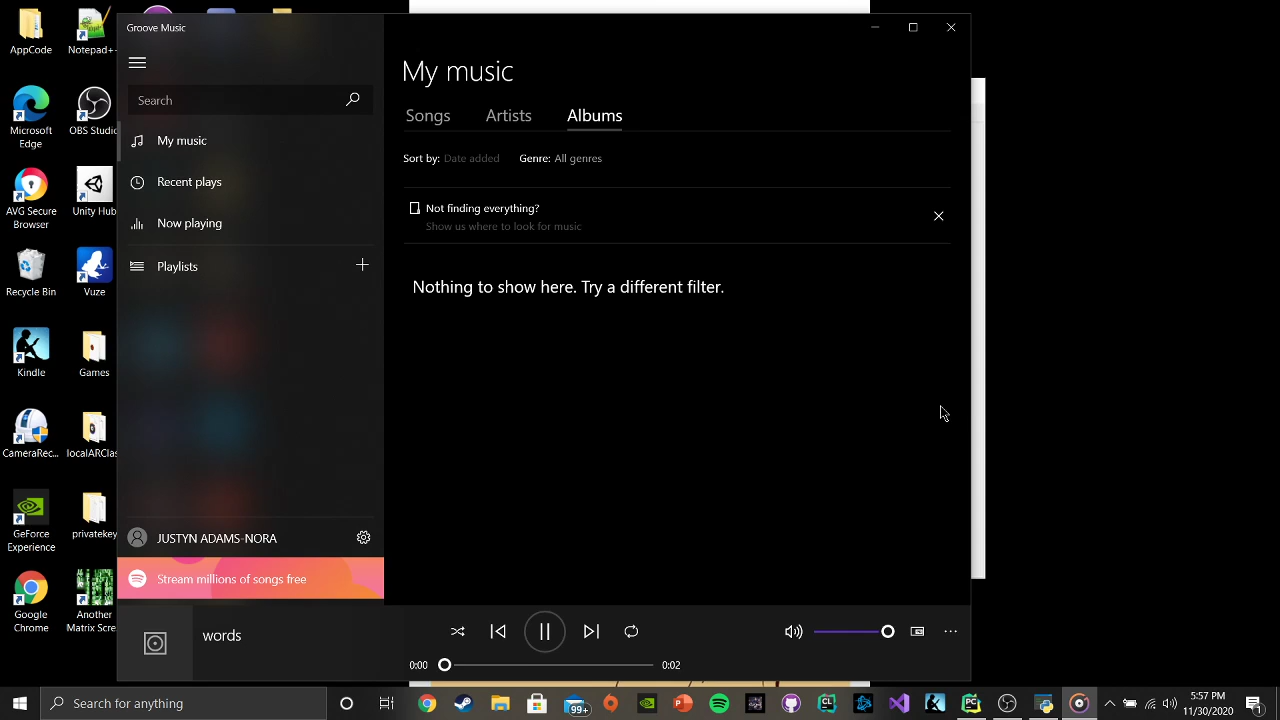 AppCode
Notepad++
Microsoft
Edge
OBS Studio
AVG Secure
Browser
Unity Hub
Recycle Bin
Vuze
Kindle
Games
CameraRec...
localARClas
GeForce
Experience
privatekey
Google
Chrome
Another
Matrix Scre
Groove Music
Search
My music
Recent plays
Now playing
Playlists
JUSTYN ADAMS-NORA
Stream millions of songs free
My music
Songs Artists Albums
Sort by: Date added Genre: All genres
Not finding everything?
Show us where to look for music
Nothing to show here. Try a different filter.
words
0:00 0:02
Search for anything
99+
CL
PC
5:57 PM
11/30/2020
1